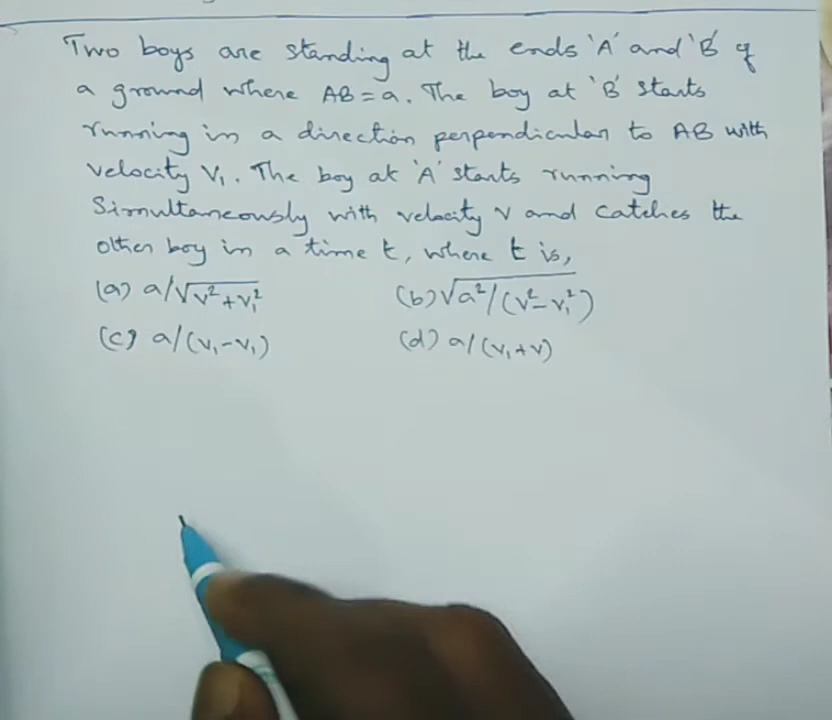 Two boys are standing at the ends 'A' and 'B' of
a ground where AB = a. The boy at 'B' starts
running in a direction perpendicular to AB with
velocity V₁. The boy at 'A' starts running
Simultaneously with velocity v and catches the
other boy in a time t, where t is,
(a) a/√v²+v₁² (b) √a²/(v²-v₁²)
(c) a/(v₁-v₁) (d) a/(v₁+v)